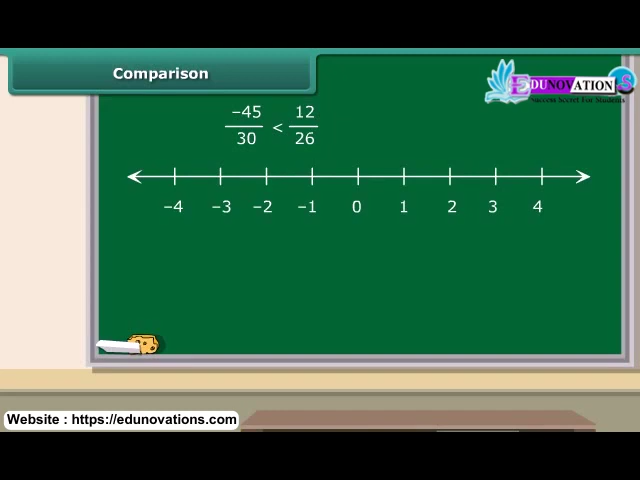 Comparison
EDUNOVATIONS
Success Secret For Students
–45/30 < 12/26
–4 –3 –2 –1 0 1 2 3 4
Website : https://edunovations.com